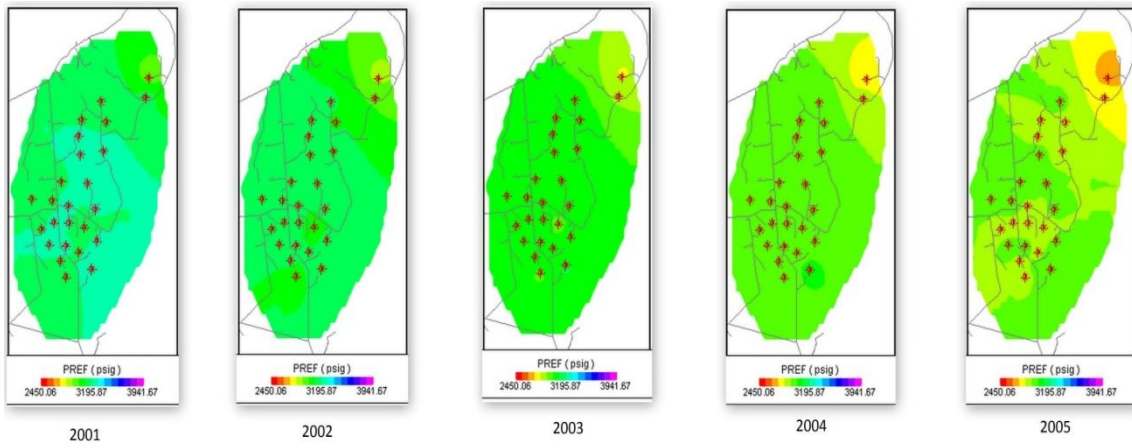 PREF ( psig )
2450.06 3195.87 3941.67
2001
PREF ( psig )
2450.06 3195.87 3941.67
2002
PREF ( psig )
2450.06 3195.87 3941.67
2003
PREF ( psig )
2450.06 3195.87 3941.67
2004
PREF ( psig )
2450.06 3195.87 3941.67
2005